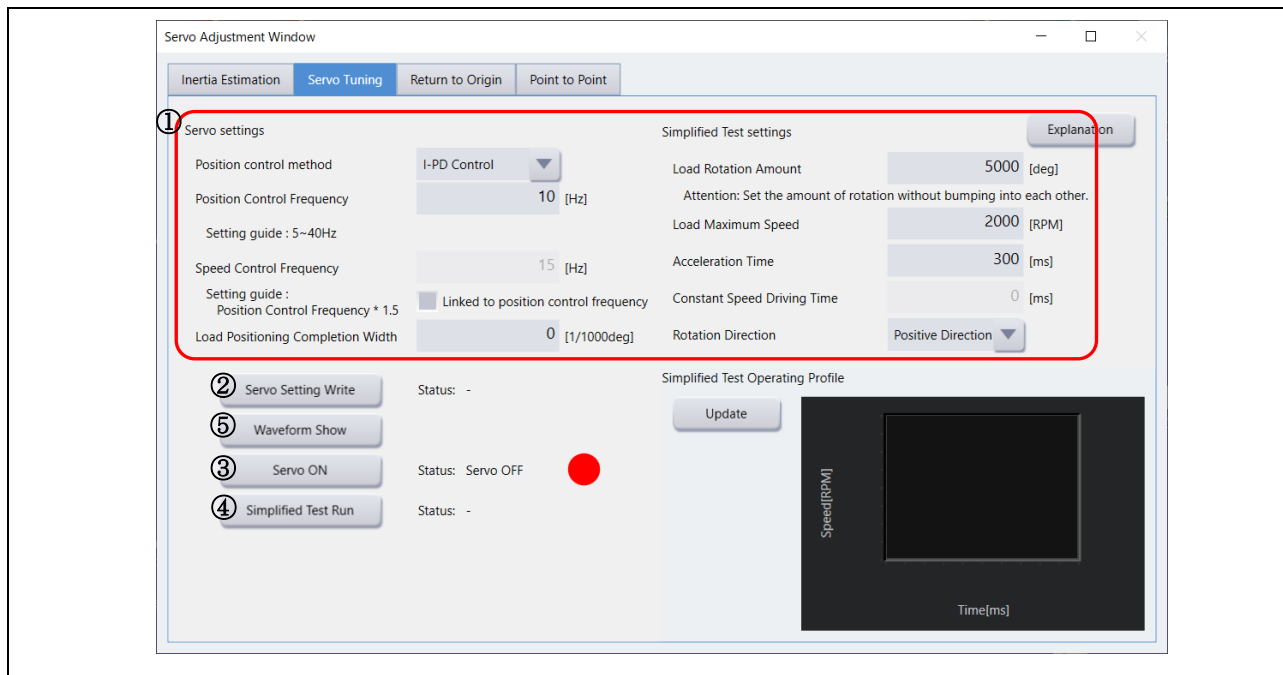 Servo Adjustment Window
Inertia Estimation Servo Tuning Return to Origin Point to Point
①
Servo settings
Position control method I-PD Control
Position Control Frequency 10 [Hz]
Setting guide : 5~40Hz
Speed Control Frequency 15 [Hz]
Setting guide :
Position Control Frequency * 1.5
Linked to position control frequency
Load Positioning Completion Width 0 [1/1000deg]
Simplified Test settings
Explanation
Load Rotation Amount 5000 [deg]
Attention: Set the amount of rotation without bumping into each other.
Load Maximum Speed 2000 [RPM]
Acceleration Time 300 [ms]
Constant Speed Driving Time 0 [ms]
Rotation Direction Positive Direction
② Servo Setting Write Status: -
⑤ Waveform Show
③ Servo ON Status: Servo OFF
④ Simplified Test Run Status: -
Simplified Test Operating Profile
Update
Speed[RPM]
Time[ms]